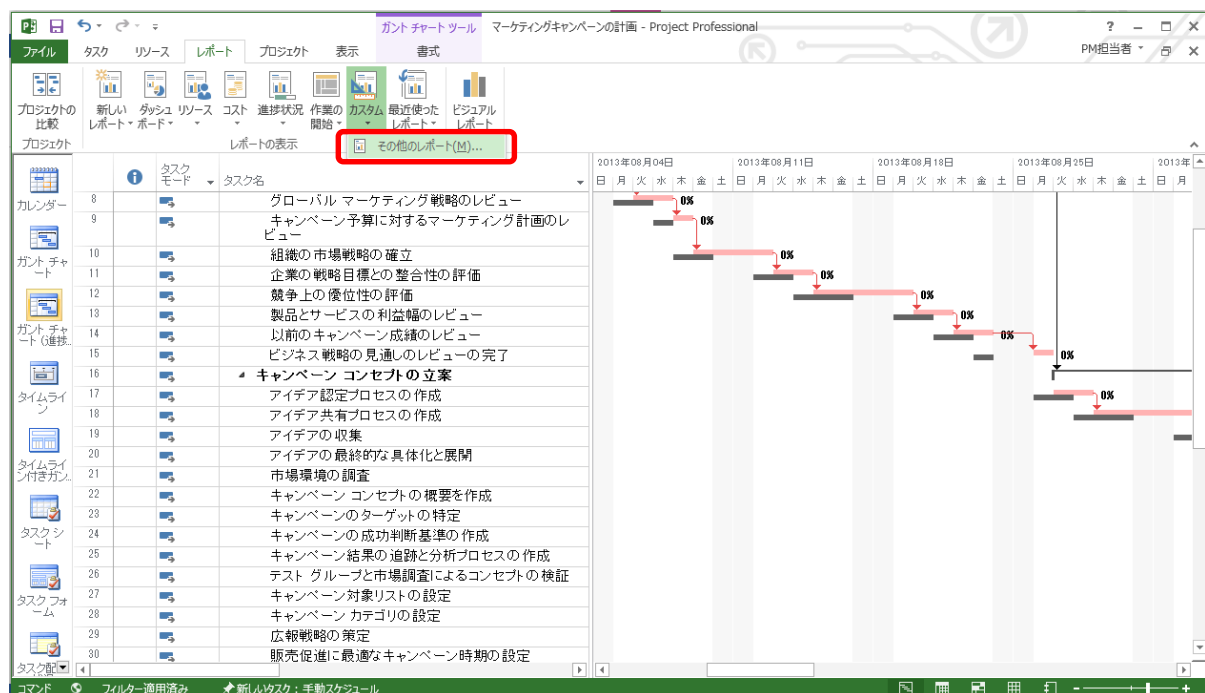 ガント チャート ツール マーケティングキャンペーンの計画 - Project Professional
ファイル タスク リソース レポート プロジェクト 表示 書式 PM担当者
プロジェクトの比較 新しいレポート ダッシュボード リソース コスト 進捗状況 作業の開始 カスタム 最近使ったレポート ビジュアルレポート
プロジェクト レポートの表示 その他のレポート(M)...
2013年08月04日 2013年08月11日 2013年08月18日 2013年08月25日 2013年
タスクモード タスク名 日 月 火 水 木 金 土 日 月 火 水 木 金 土 日 月 火 水 木 金 土 日 月 火 水 木 金 土 日 月
カレンダー
ガント チャート
ガント チャート (進捗..
タイムライン
タイムライン付きガン..
タスク シート
タスク フォーム
タスク配
8 グローバル マーケティング戦略のレビュー 0%
9 キャンペーン予算に対するマーケティング計画のレビュー 0%
10 組織の市場戦略の確立 0%
11 企業の戦略目標との整合性の評価 0%
12 競争上の優位性の評価 0%
13 製品とサービスの利益幅のレビュー 0%
14 以前のキャンペーン成績のレビュー 0%
15 ビジネス戦略の見通しのレビューの完了 0%
16 キャンペーン コンセプトの立案
17 アイデア認定プロセスの作成 0%
18 アイデア共有プロセスの作成
19 アイデアの収集
20 アイデアの最終的な具体化と展開
21 市場環境の調査
22 キャンペーン コンセプトの概要を作成
23 キャンペーンのターゲットの特定
24 キャンペーンの成功判断基準の作成
25 キャンペーン結果の追跡と分析プロセスの作成
26 テスト グループと市場調査によるコンセプトの検証
27 キャンペーン対象リストの設定
28 キャンペーン カテゴリの設定
29 広報戦略の策定
30 販売促進に最適なキャンペーン時期の設定
コマンド フィルター適用済み 新しいタスク : 手動スケジュール